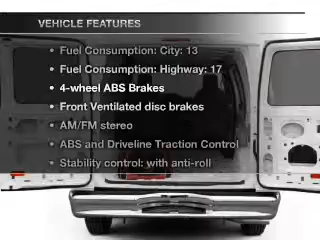 VEHICLE FEATURES
• Fuel Consumption: City: 13
• Fuel Consumption: Highway: 17
• 4-wheel ABS Brakes
• Front Ventilated disc brakes
• AM/FM stereo
• ABS and Driveline Traction Control
• Stability control: with anti-roll